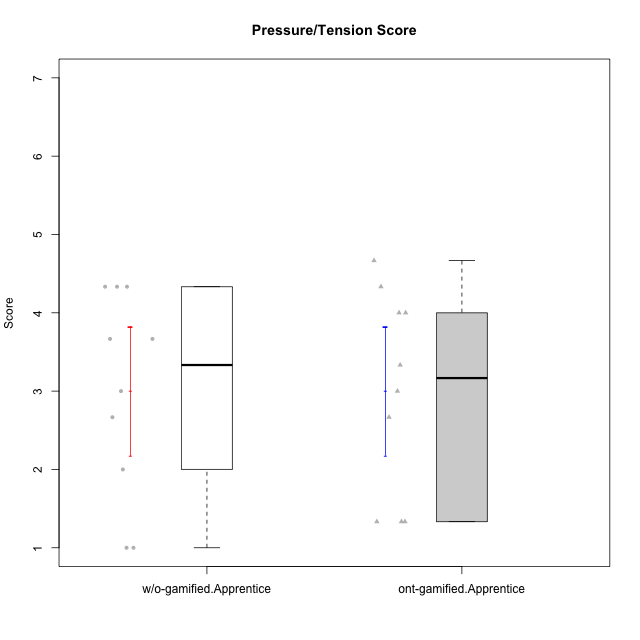 Pressure/Tension Score
7
6
5
4
3
2
1
Score
w/o-gamified.Apprentice
ont-gamified.Apprentice